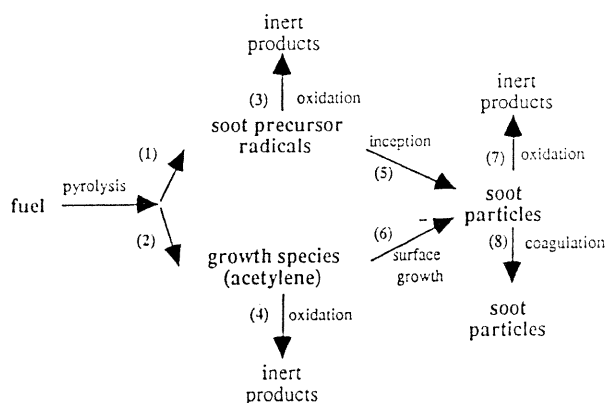 inert
products
(3) oxidation
soot precursor
radicals
inert
products
(7) oxidation
(1)
inception
(5)
pyrolysis
fuel
soot
particles
(2)
(6)
surface
growth
growth species
(acetylene)
(8) coagulation
(4) oxidation
soot
particles
inert
products